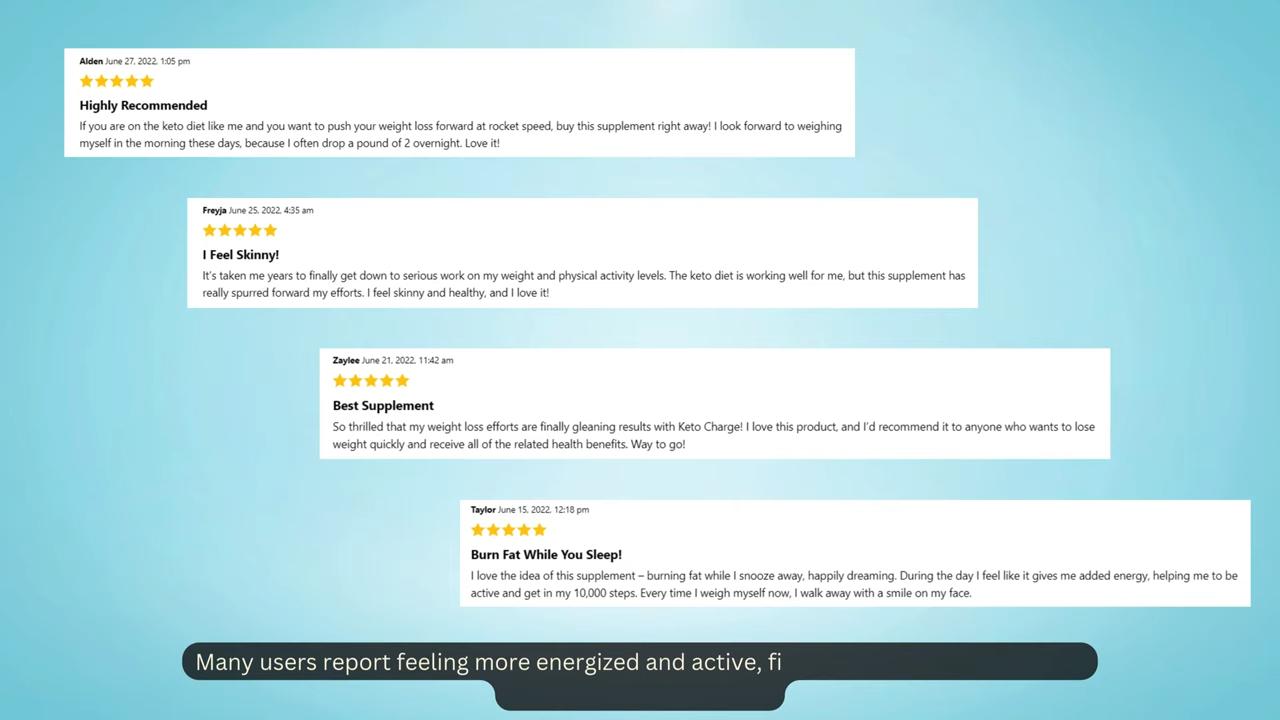 Alden June 27, 2022, 1:05 pm
Highly Recommended
If you are on the keto diet like me and you want to push your weight loss forward at rocket speed, buy this supplement right away! I look forward to weighing
myself in the morning these days, because I often drop a pound of 2 overnight. Love it!
Freyja June 25, 2022, 4:35 am
I Feel Skinny!
It's taken me years to finally get down to serious work on my weight and physical activity levels. The keto diet is working well for me, but this supplement has
really spurred forward my efforts. I feel skinny and healthy, and I love it!
Zaylee June 21, 2022, 11:42 am
Best Supplement
So thrilled that my weight loss efforts are finally gleaning results with Keto Charge! I love this product, and I'd recommend it to anyone who wants to lose
weight quickly and receive all of the related health benefits. Way to go!
Taylor June 15, 2022, 12:18 pm
Burn Fat While You Sleep!
I love the idea of this supplement – burning fat while I snooze away, happily dreaming. During the day I feel like it gives me added energy, helping me to be
active and get in my 10,000 steps. Every time I weigh myself now, I walk away with a smile on my face.
Many users report feeling more energized and active, fi